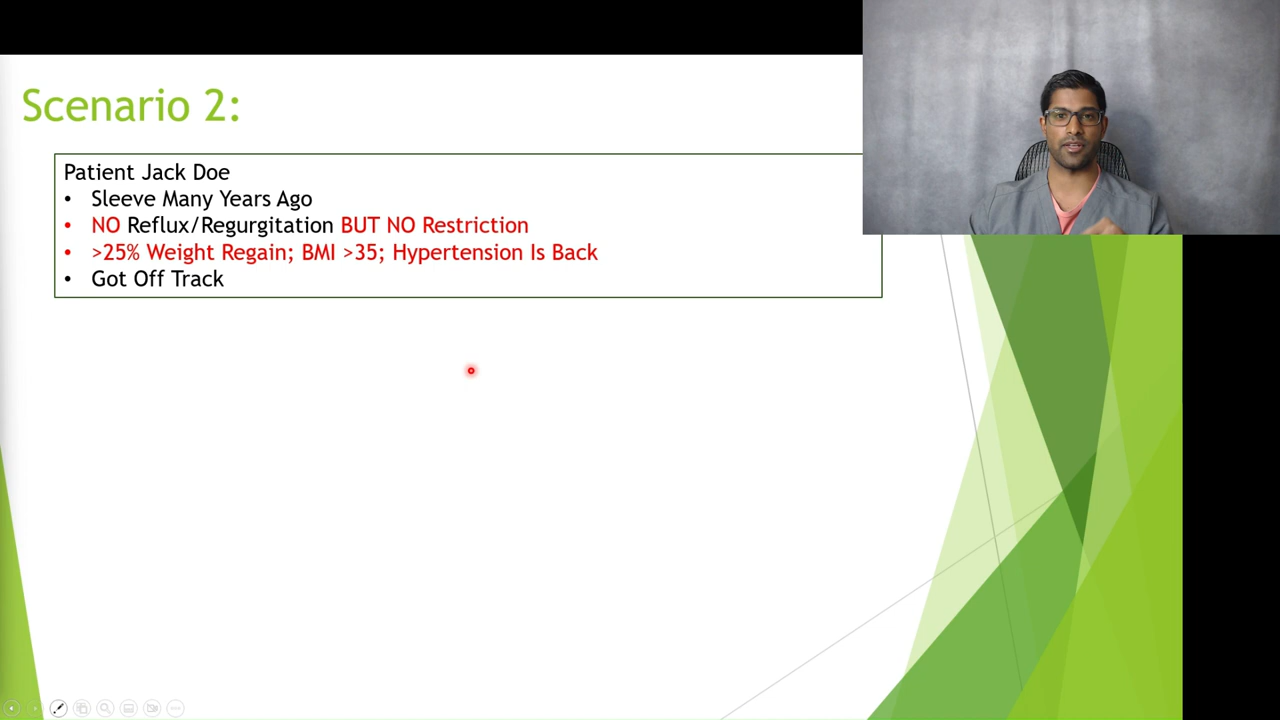 Scenario 2:
Patient Jack Doe
• Sleeve Many Years Ago
• NO Reflux/Regurgitation BUT NO Restriction
• >25% Weight Regain; BMI >35; Hypertension Is Back
• Got Off Track